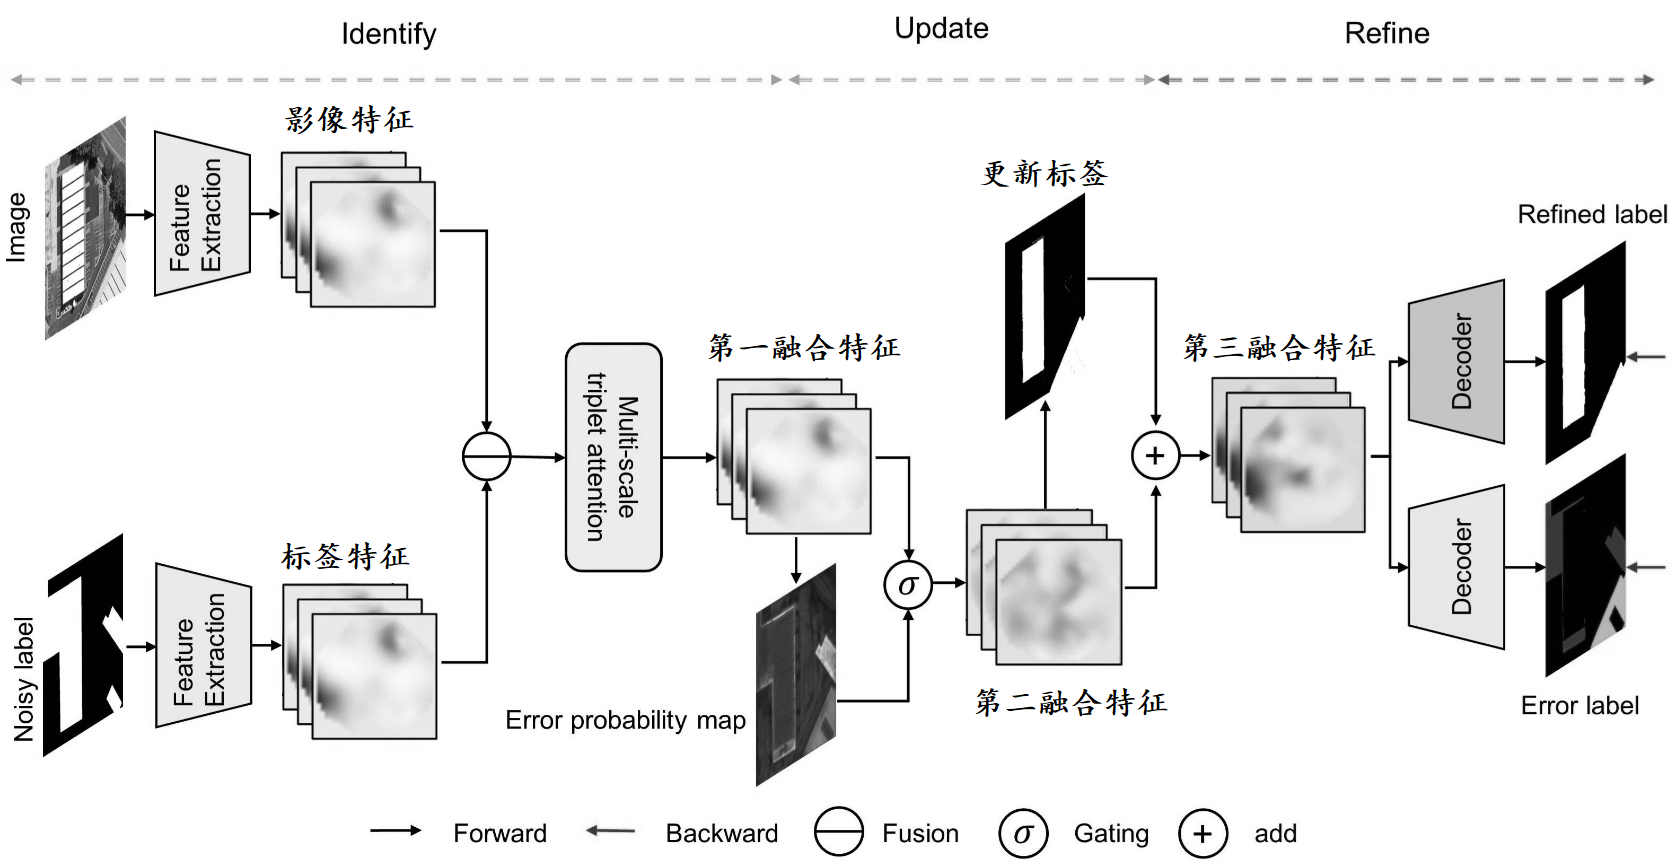 Identify
Update
Refine
影像特征
Image
Feature
Extraction
更新标签
Refined label
第一融合特征
第三融合特征
Multi-scale
triplet attention
Decoder
标签特征
Noisy label
Feature
Extraction
σ
Decoder
Error probability map
第二融合特征
Error label
Forward
Backward
Fusion
σ
Gating
+
add